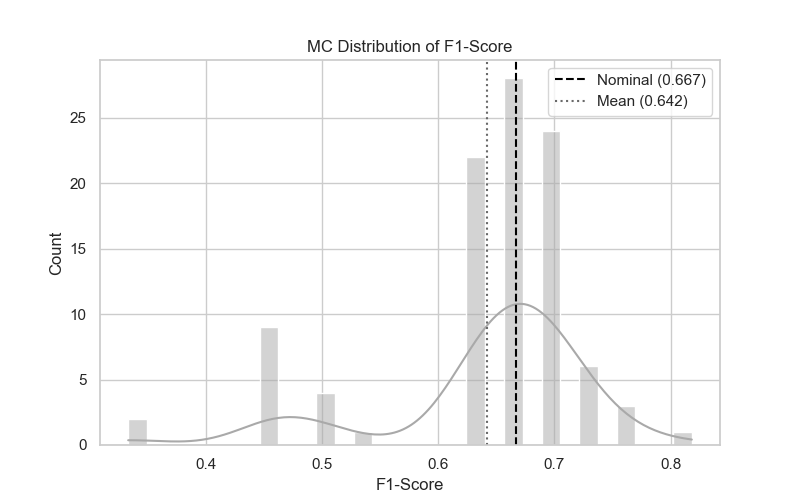 MC Distribution of F1-Score
Nominal (0.667)
Mean (0.642)
Count
25
20
15
10
5
0
0.4 0.5 0.6 0.7 0.8
F1-Score